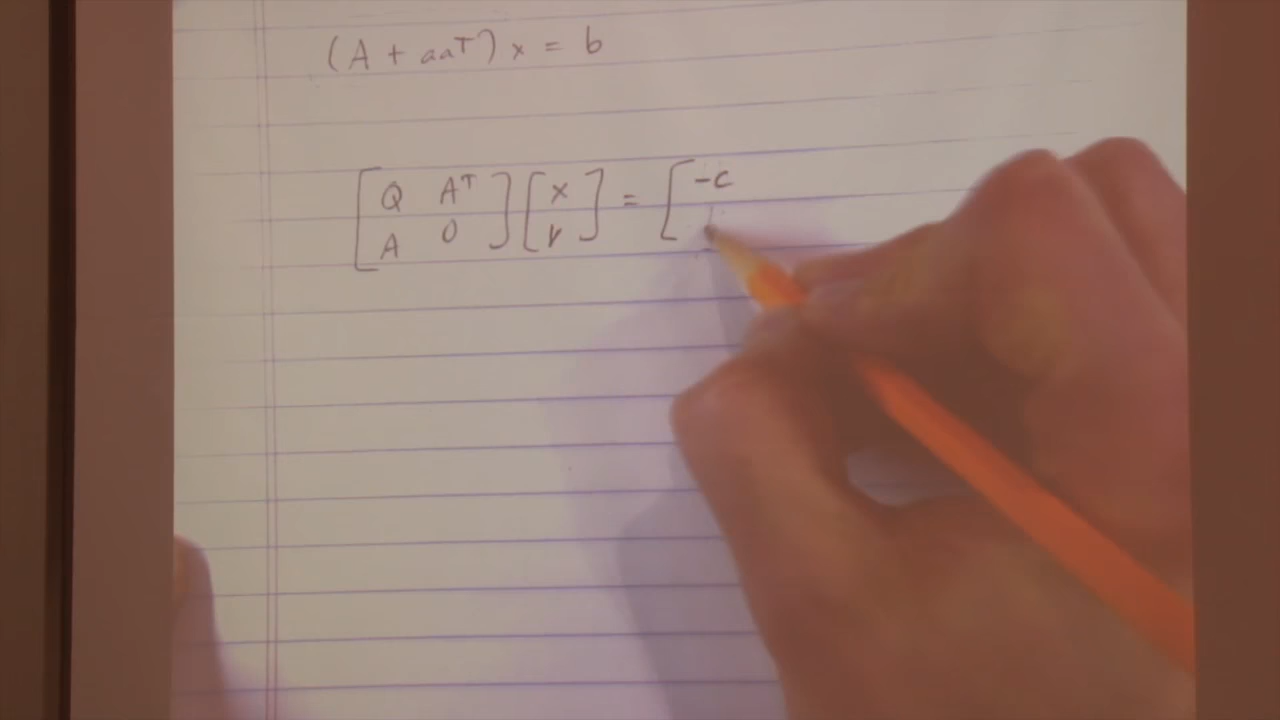 (A + aaᵀ) x = b
[ Q Aᵀ ] [ x ] = [ -c
[ A 0 ] [ ν ]